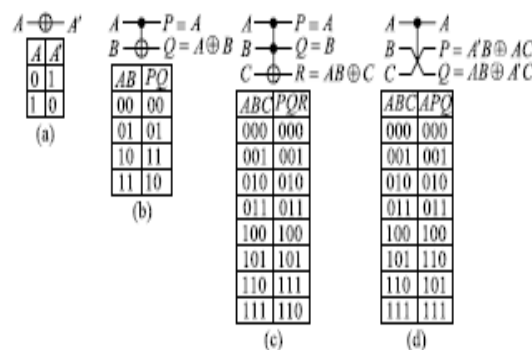 A A'
A A'
0 1
1 0
(a)
A P = A
B Q = A⊕B
AB PQ
00 00
01 01
10 11
11 10
(b)
A P = A
B Q = B
C R = AB⊕C
ABC PQR
000 000
001 001
010 010
011 011
100 100
101 101
110 111
111 110
(c)
A A
B P = A'B⊕AC
C Q = AB⊕A'C
ABC APQ
000 000
001 001
010 010
011 011
100 100
101 110
110 101
111 111
(d)